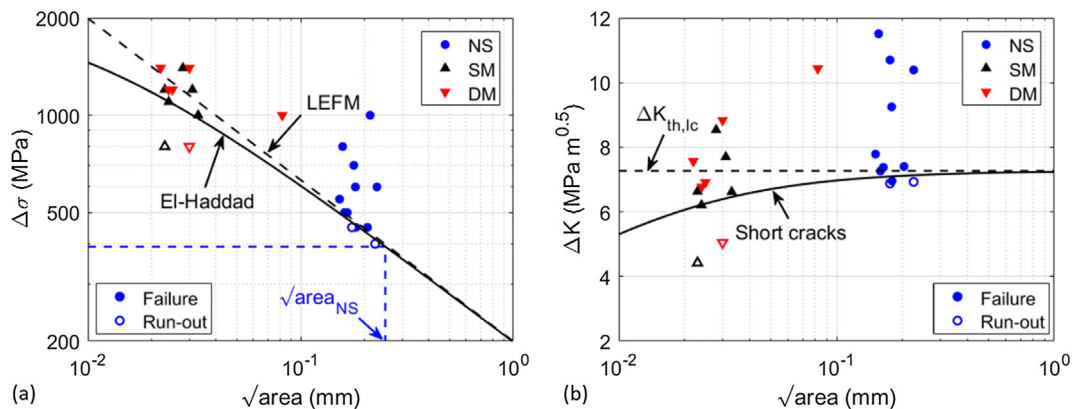 2000
1000
500
200
Δσ (MPa)
NS
SM
DM
LEFM
El-Haddad
Failure
Run-out
√area_NS
10^-2
10^-1
10^0
√area (mm)
(a)
12
10
8
6
4
2
ΔK (MPa m^0.5)
NS
SM
DM
ΔK_th,lc
Short cracks
Failure
Run-out
10^-2
10^-1
10^0
√area (mm)
(b)